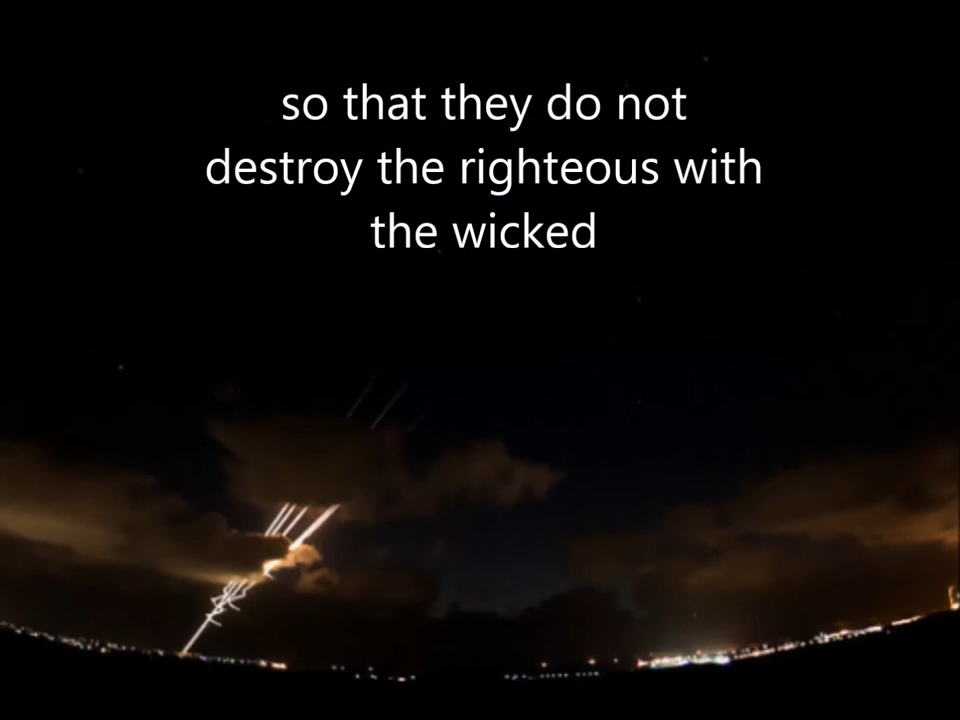 so that they do not
destroy the righteous with
the wicked